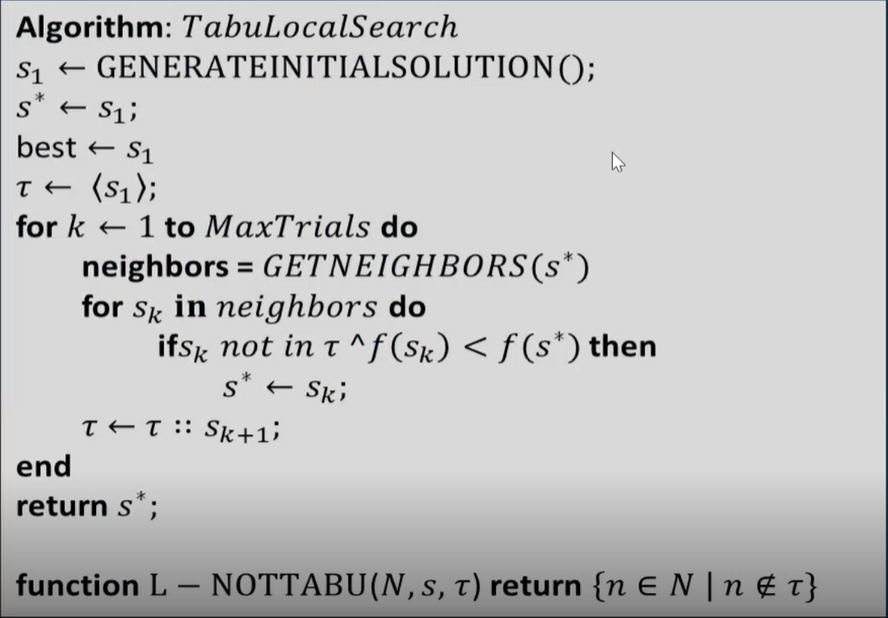 Algorithm: TabuLocalSearch
s₁ ← GENERATEINITIALSOLUTION();
s* ← s₁;
best ← s₁
τ ← ⟨s₁⟩;
for k ← 1 to MaxTrials do
neighbors = GETNEIGHBORS(s*)
for sₖ in neighbors do
ifsₖ not in τ ^f(sₖ) < f(s*) then
s* ← sₖ;
τ ← τ :: sₖ₊₁;
end
return s*;
function L − NOTTABU(N, s, τ) return {n ∈ N | n ∉ τ}